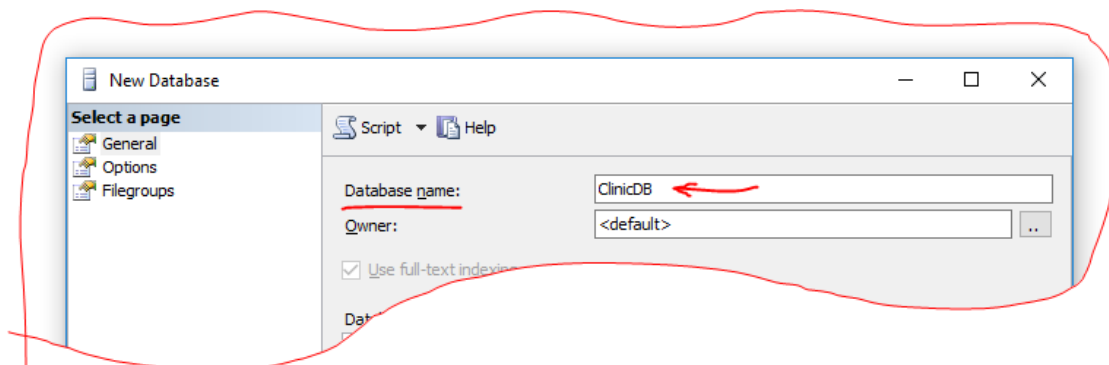 New Database
Select a page
General
Options
Filegroups
Script Help
Database name: ClinicDB
Owner: <default> ..
Use full-text indexing